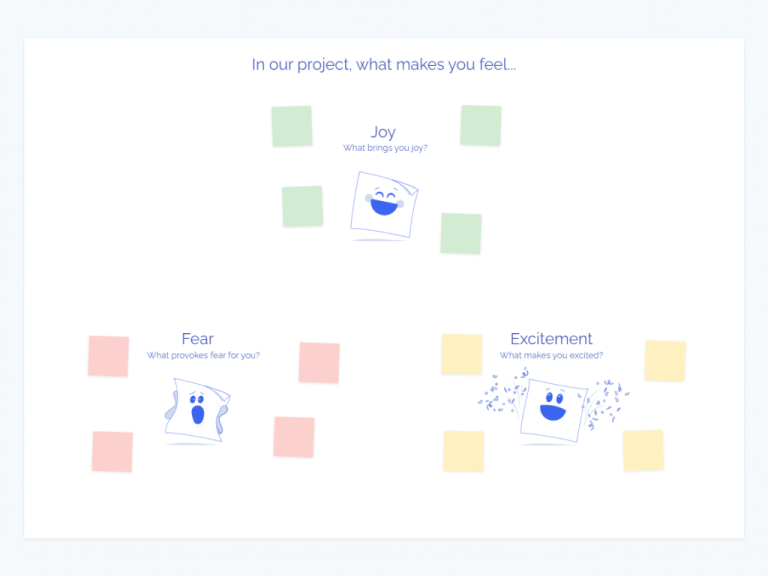 In our project, what makes you feel...
Joy
What brings you joy?
Fear
What provokes fear for you?
Excitement
What makes you excited?